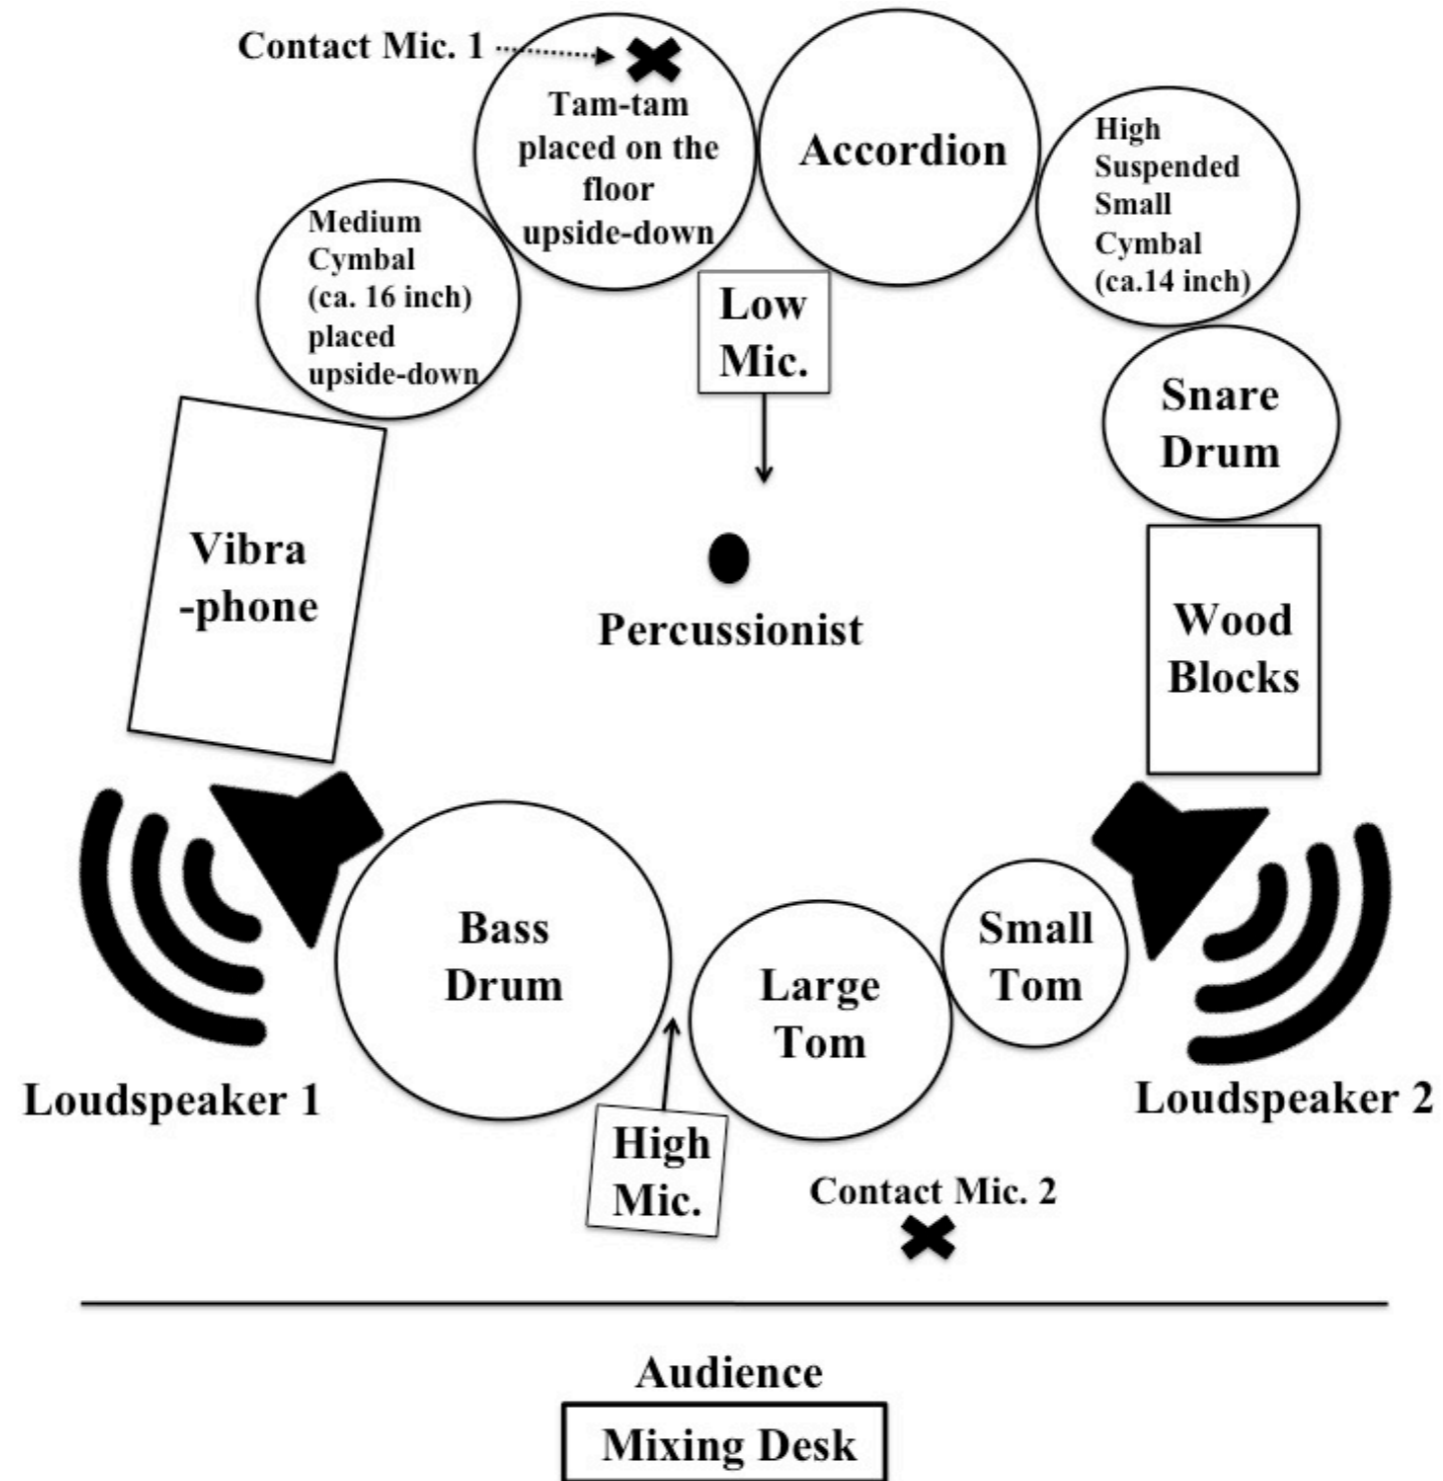 Contact Mic. 1
Tam-tam
placed on the
floor
upside-down
Accordion
High
Suspended
Small
Cymbal
(ca.14 inch)
Medium
Cymbal
(ca. 16 inch)
placed
upside-down
Low
Mic.
Snare
Drum
Vibra
-phone
Percussionist
Wood
Blocks
Bass
Drum
Large
Tom
Small
Tom
Loudspeaker 1
Loudspeaker 2
High
Mic.
Contact Mic. 2
Audience
Mixing Desk